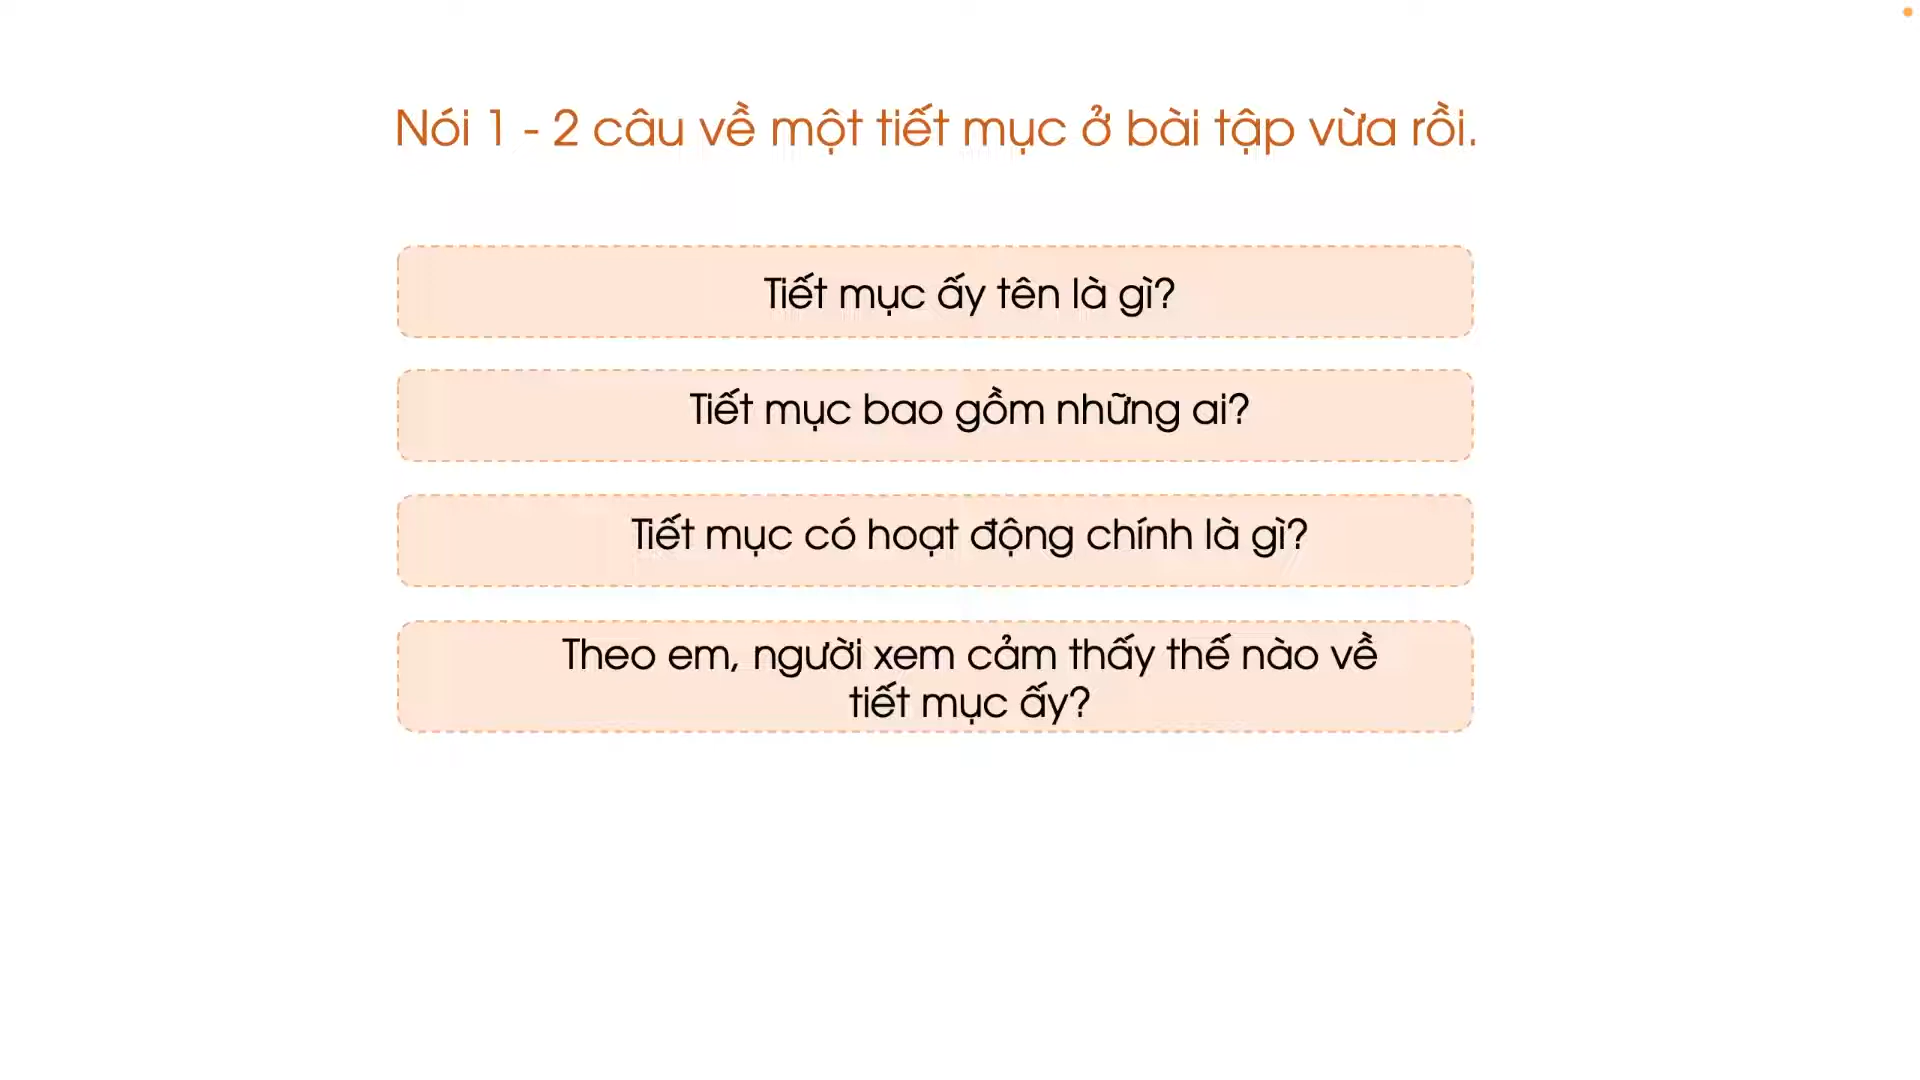 Nói 1 - 2 câu về một tiết mục ở bài tập vừa rồi.
Tiết mục ấy tên là gì?
Tiết mục bao gồm những ai?
Tiết mục có hoạt động chính là gì?
Theo em, người xem cảm thấy thế nào về
tiết mục ấy?